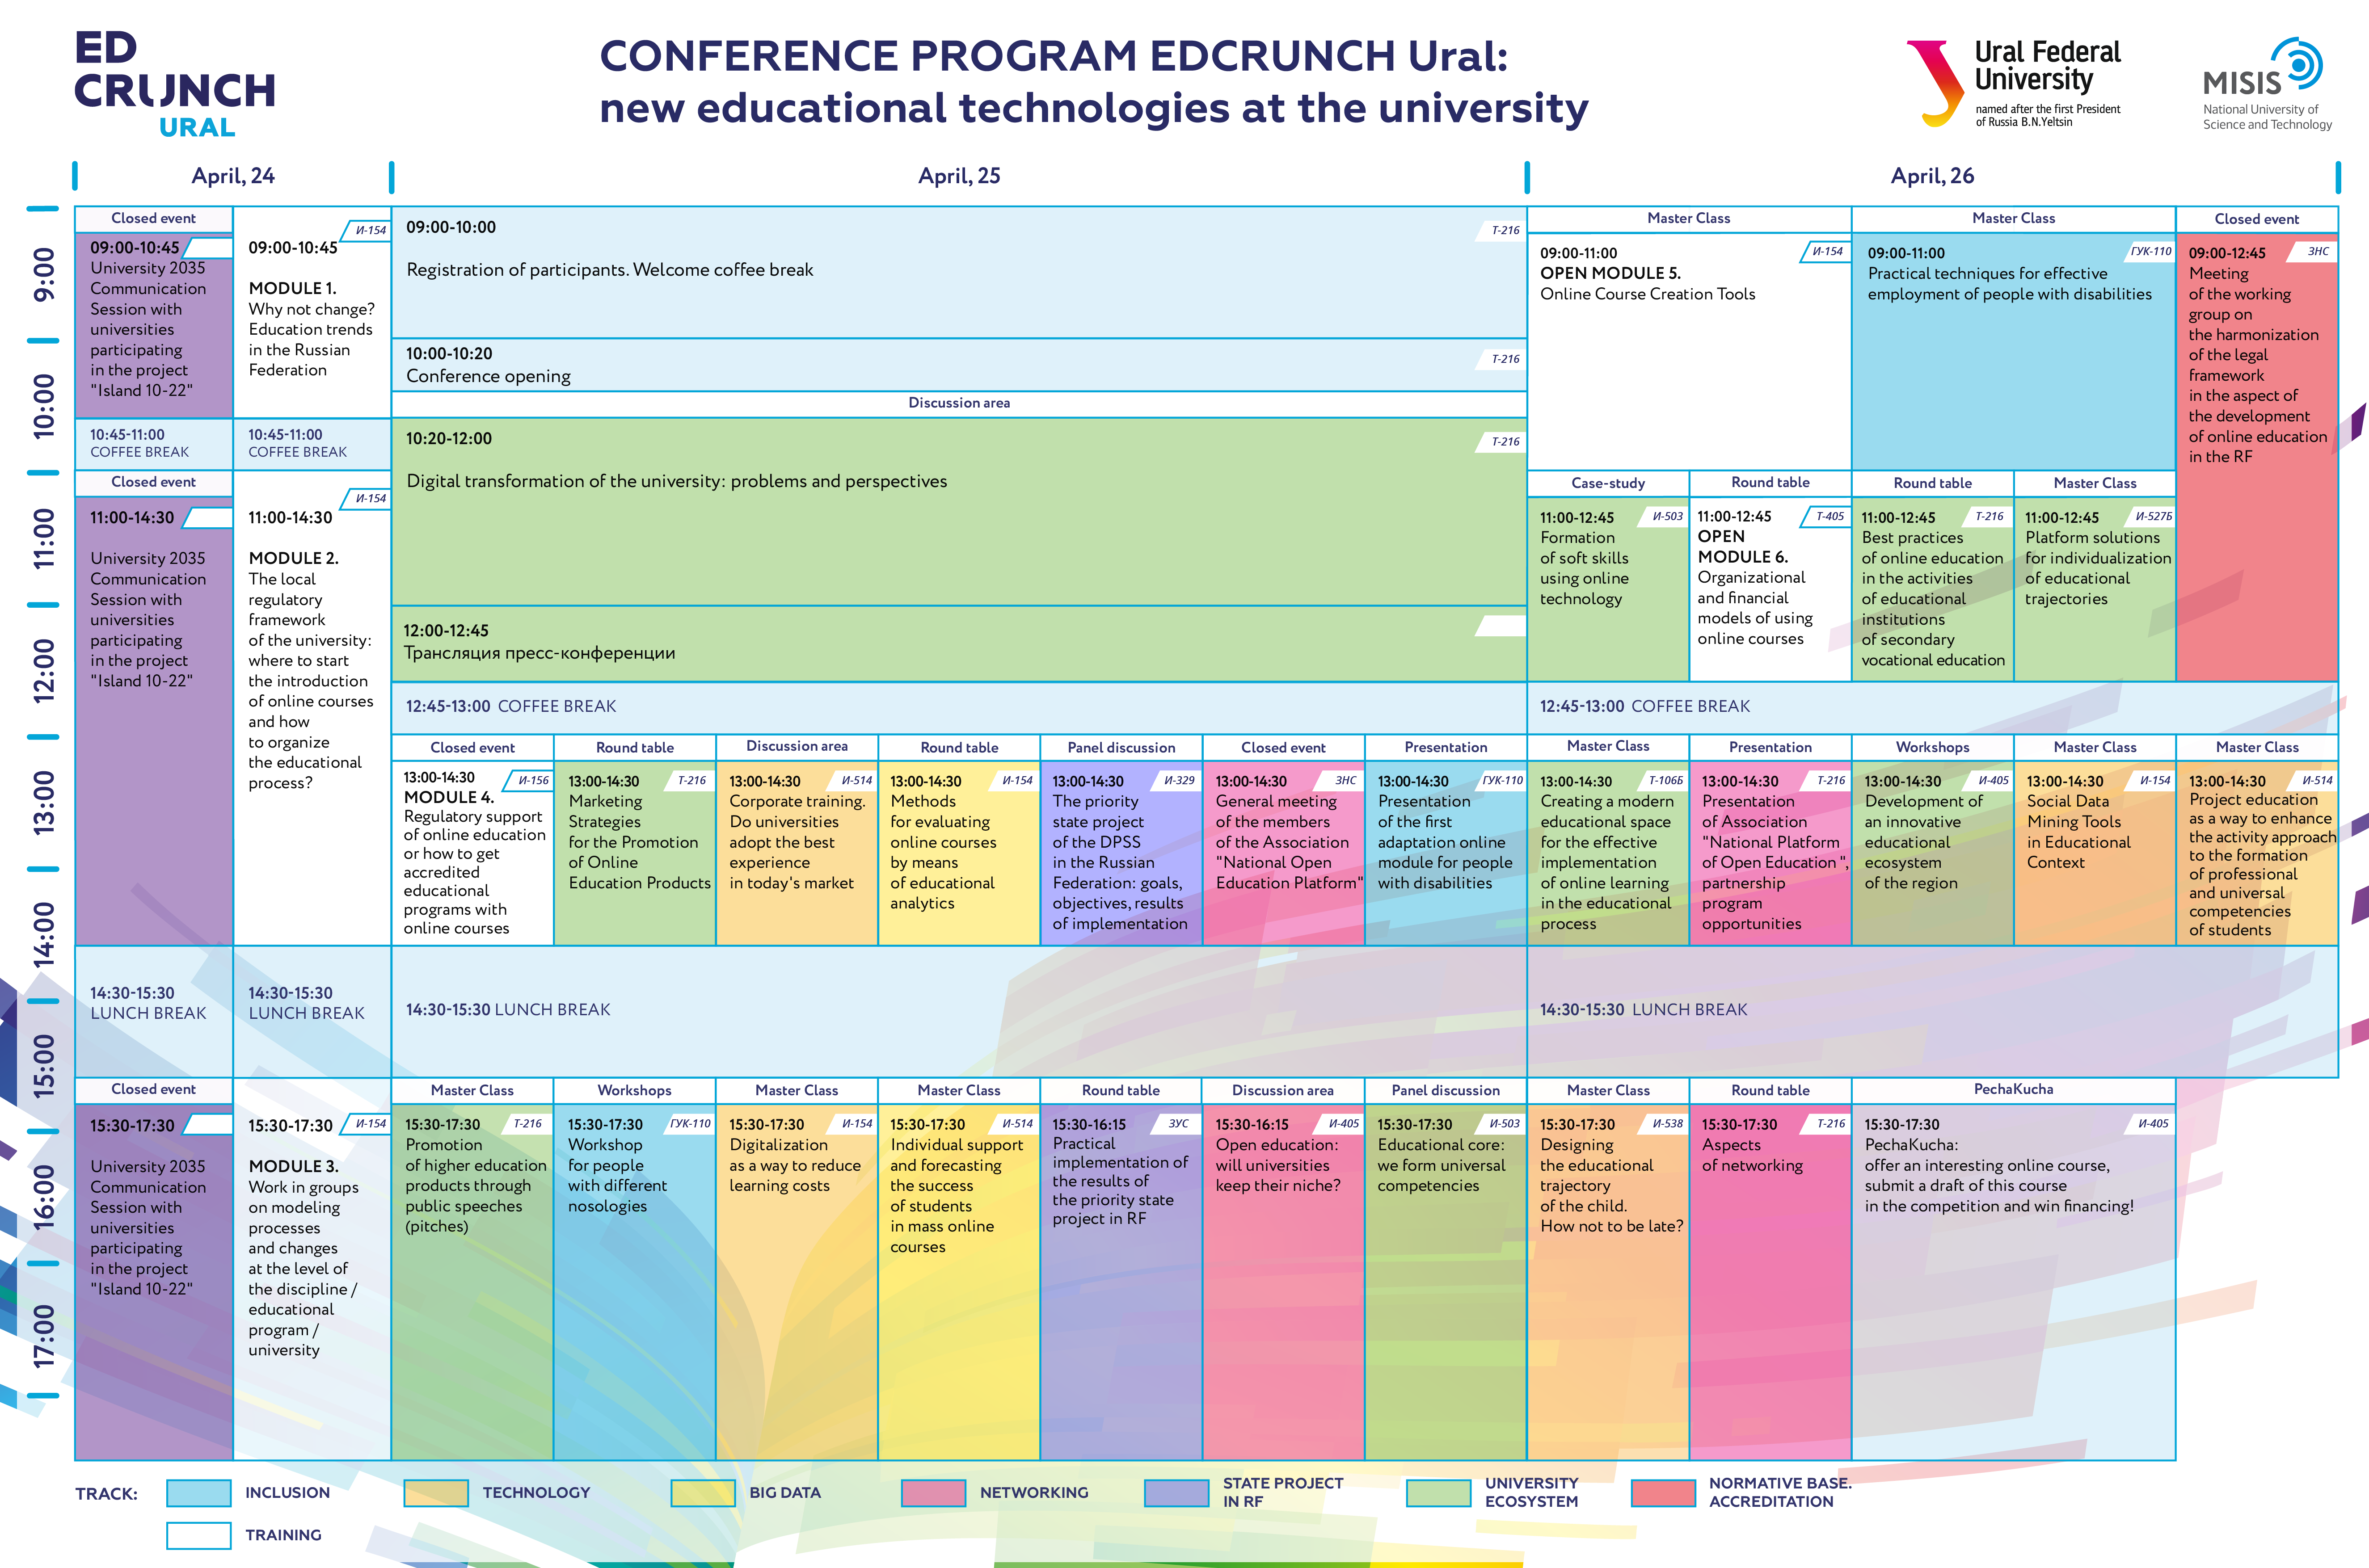 ED
CRUNCH
URAL
CONFERENCE PROGRAM EDCRUNCH Ural:
new educational technologies at the university
Ural Federal
University
named after the first President
of Russia B.N.Yeltsin
MISIS
National University of
Science and Technology
April, 24
April, 25
April, 26
9:00
10:00
11:00
12:00
13:00
14:00
15:00
16:00
17:00
Closed event
09:00-10:45
University 2035
Communication
Session with
universities
participating
in the project
"Island 10-22"
И-154
09:00-10:45
MODULE 1.
Why not change?
Education trends
in the Russian
Federation
10:45-11:00
COFFEE BREAK
10:45-11:00
COFFEE BREAK
Closed event
11:00-14:30
University 2035
Communication
Session with
universities
participating
in the project
"Island 10-22"
И-154
11:00-14:30
MODULE 2.
The local
regulatory
framework
of the university:
where to start
the introduction
of online courses
and how
to organize
the educational
process?
14:30-15:30
LUNCH BREAK
14:30-15:30
LUNCH BREAK
Closed event
15:30-17:30
University 2035
Communication
Session with
universities
participating
in the project
"Island 10-22"
15:30-17:30 И-154
MODULE 3.
Work in groups
on modeling
processes
and changes
at the level of
the discipline /
educational
program /
university
09:00-10:00 Т-216
Registration of participants. Welcome coffee break
10:00-10:20 Т-216
Conference opening
Discussion area
10:20-12:00 Т-216
Digital transformation of the university: problems and perspectives
12:00-12:45
Трансляция пресс-конференции
12:45-13:00 COFFEE BREAK
Closed event
13:00-14:30 И-156
MODULE 4.
Regulatory support
of online education
or how to get
accredited
educational
programs with
online courses
Round table
13:00-14:30 Т-216
Marketing
Strategies
for the Promotion
of Online
Education Products
Discussion area
13:00-14:30 И-514
Corporate training.
Do universities
adopt the best
experience
in today's market
Round table
13:00-14:30 И-154
Methods
for evaluating
online courses
by means
of educational
analytics
Panel discussion
13:00-14:30 И-329
The priority
state project
of the DPSS
in the Russian
Federation: goals,
objectives, results
of implementation
Closed event
13:00-14:30 ЗНС
General meeting
of the members
of the Association
"National Open
Education Platform"
Presentation
13:00-14:30 ГУК-110
Presentation
of the first
adaptation online
module for people
with disabilities
14:30-15:30 LUNCH BREAK
Master Class
15:30-17:30 Т-216
Promotion
of higher education
products through
public speeches
(pitches)
Workshops
15:30-17:30 ГУК-110
Workshop
for people
with different
nosologies
Master Class
15:30-17:30 И-154
Digitalization
as a way to reduce
learning costs
Master Class
15:30-17:30 И-514
Individual support
and forecasting
the success
of students
in mass online
courses
Round table
15:30-16:15 ЗУС
Practical
implementation of
the results of
the priority state
project in RF
Discussion area
15:30-16:15 И-405
Open education:
will universities
keep their niche?
Panel discussion
15:30-17:30 И-503
Educational core:
we form universal
competencies
Master Class
09:00-11:00 И-154
OPEN MODULE 5.
Online Course Creation Tools
Master Class
09:00-11:00 ГУК-110
Practical techniques for effective
employment of people with disabilities
Closed event
09:00-12:45 ЗНС
Meeting
of the working
group on
the harmonization
of the legal
framework
in the aspect of
the development
of online education
in the RF
Case-study
11:00-12:45 И-503
Formation
of soft skills
using online
technology
Round table
11:00-12:45 Т-405
OPEN
MODULE 6.
Organizational
and financial
models of using
online courses
Round table
11:00-12:45 Т-216
Best practices
of online education
in the activities
of educational
institutions
of secondary
vocational education
Master Class
11:00-12:45 И-527Б
Platform solutions
for individualization
of educational
trajectories
12:45-13:00 COFFEE BREAK
Master Class
13:00-14:30 Т-106Б
Creating a modern
educational space
for the effective
implementation
of online learning
in the educational
process
Presentation
13:00-14:30 Т-216
Presentation
of Association
"National Platform
of Open Education ",
partnership
program
opportunities
Workshops
13:00-14:30 И-405
Development of
an innovative
educational
ecosystem
of the region
Master Class
13:00-14:30 И-154
Social Data
Mining Tools
in Educational
Context
Master Class
13:00-14:30 И-514
Project education
as a way to enhance
the activity approach
to the formation
of professional
and universal
competencies
of students
14:30-15:30 LUNCH BREAK
Master Class
15:30-17:30 И-538
Designing
the educational
trajectory
of the child.
How not to be late?
Round table
15:30-17:30 Т-216
Aspects
of networking
PechaKucha
15:30-17:30 И-405
PechaKucha:
offer an interesting online course,
submit a draft of this course
in the competition and win financing!
TRACK:
INCLUSION
TECHNOLOGY
BIG DATA
NETWORKING
STATE PROJECT
IN RF
UNIVERSITY
ECOSYSTEM
NORMATIVE BASE.
ACCREDITATION
TRAINING